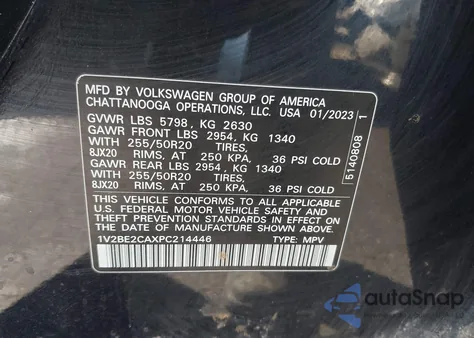 MFD BY VOLKSWAGEN GROUP OF AMERICA
CHATTANOOGA OPERATIONS, LLC. USA 01/2023
GVWR LBS 5798, KG 2630
GAWR FRONT LBS 2954, KG 1340
WITH 255/50R20 TIRES,
8JX20 RIMS, AT 250 KPA, 36 PSI COLD
GAWR REAR LBS 2954, KG 1340
WITH 255/50R20 TIRES,
8JX20 RIMS, AT 250 KPA, 36 PSI COLD
THIS VEHICLE CONFORMS TO ALL APPLICABLE
U.S. FEDERAL MOTOR VEHICLE SAFETY, BUMPER, AND
THEFT PREVENTION STANDARDS IN EFFECT ON
THE DATE OF MANUFACTURE SHOWN ABOVE.
1V2BE2CAXPC214446 TYPE: MPV
5140808 1
autoSnap